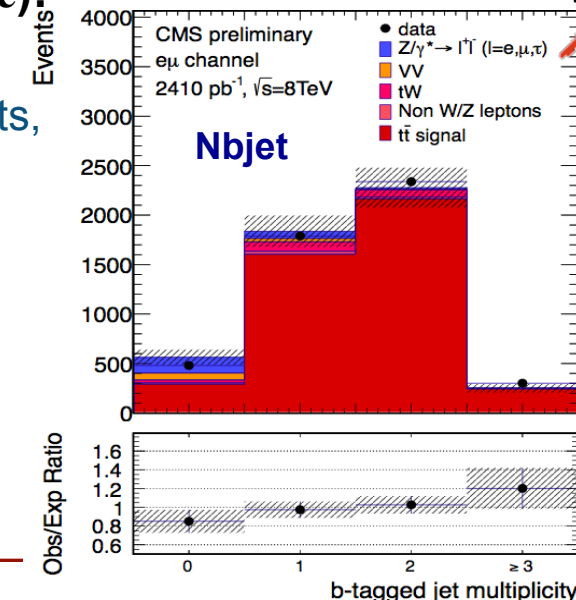 ):
ts,
Events
4000
3500
3000
2500
2000
1500
1000
500
0
CMS preliminary
eμ channel
2410 pb⁻¹, √s=8TeV
Nbjet
data
Z/γ*→ l⁺l⁻ (l=e,μ,τ)
VV
tW
Non W/Z leptons
tt̄ signal
Obs/Exp Ratio
1.6
1.4
1.2
1
0.8
0.6
0 1 2 ≥ 3
b-tagged jet multiplicity